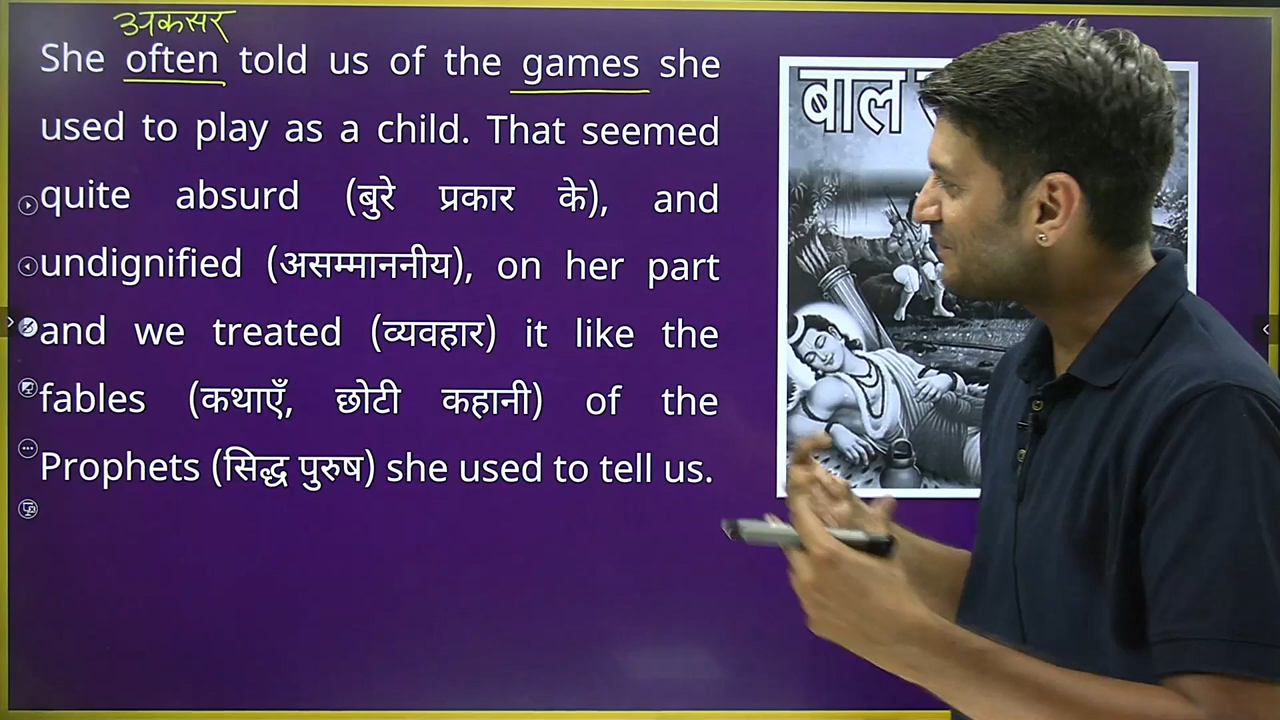 अकसर
She often told us of the games she
used to play as a child. That seemed
quite absurd (बुरे प्रकार के), and
undignified (असम्माननीय), on her part
and we treated (व्यवहार) it like the
fables (कथाएँ, छोटी कहानी) of the
Prophets (सिद्ध पुरुष) she used to tell us.
बाल